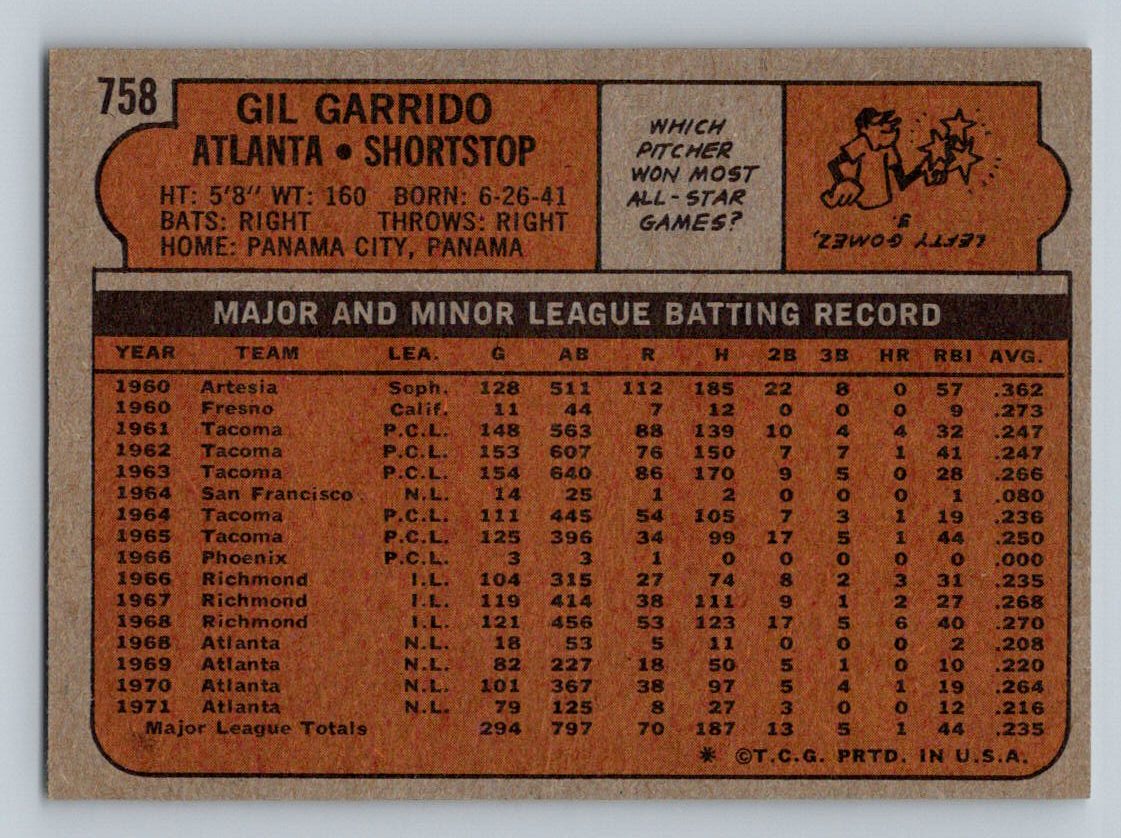 758
GIL GARRIDO
ATLANTA • SHORTSTOP
HT: 5'8" WT: 160 BORN: 6-26-41
BATS: RIGHT THROWS: RIGHT
HOME: PANAMA CITY, PANAMA
WHICH
PITCHER
WON MOST
ALL-STAR
GAMES?
LEFTY GOMEZ,
3.
MAJOR AND MINOR LEAGUE BATTING RECORD
YEAR TEAM LEA. G AB R H 2B 3B HR RBI AVG.
1960 Artesia Soph. 128 511 112 185 22 8 0 57 .362
1960 Fresno Calif. 11 44 7 12 0 0 0 9 .273
1961 Tacoma P.C.L. 148 563 88 139 10 4 4 32 .247
1962 Tacoma P.C.L. 153 607 76 150 7 7 1 41 .247
1963 Tacoma P.C.L. 154 640 86 170 9 5 0 28 .266
1964 San Francisco N.L. 14 25 1 2 0 0 0 1 .080
1964 Tacoma P.C.L. 111 445 54 105 7 3 1 19 .236
1965 Tacoma P.C.L. 125 396 34 99 17 5 1 44 .250
1966 Phoenix P.C.L. 3 3 1 0 0 0 0 0 .000
1966 Richmond I.L. 104 315 27 74 8 2 3 31 .235
1967 Richmond I.L. 119 414 38 111 9 1 2 27 .268
1968 Richmond I.L. 121 456 53 123 17 5 6 40 .270
1968 Atlanta N.L. 18 53 5 11 0 0 0 2 .208
1969 Atlanta N.L. 82 227 18 50 5 1 0 10 .220
1970 Atlanta N.L. 101 367 38 97 5 4 1 19 .264
1971 Atlanta N.L. 79 125 8 27 3 0 0 12 .216
Major League Totals 294 797 70 187 13 5 1 44 .235
* ©T.C.G. PRTD. IN U.S.A.